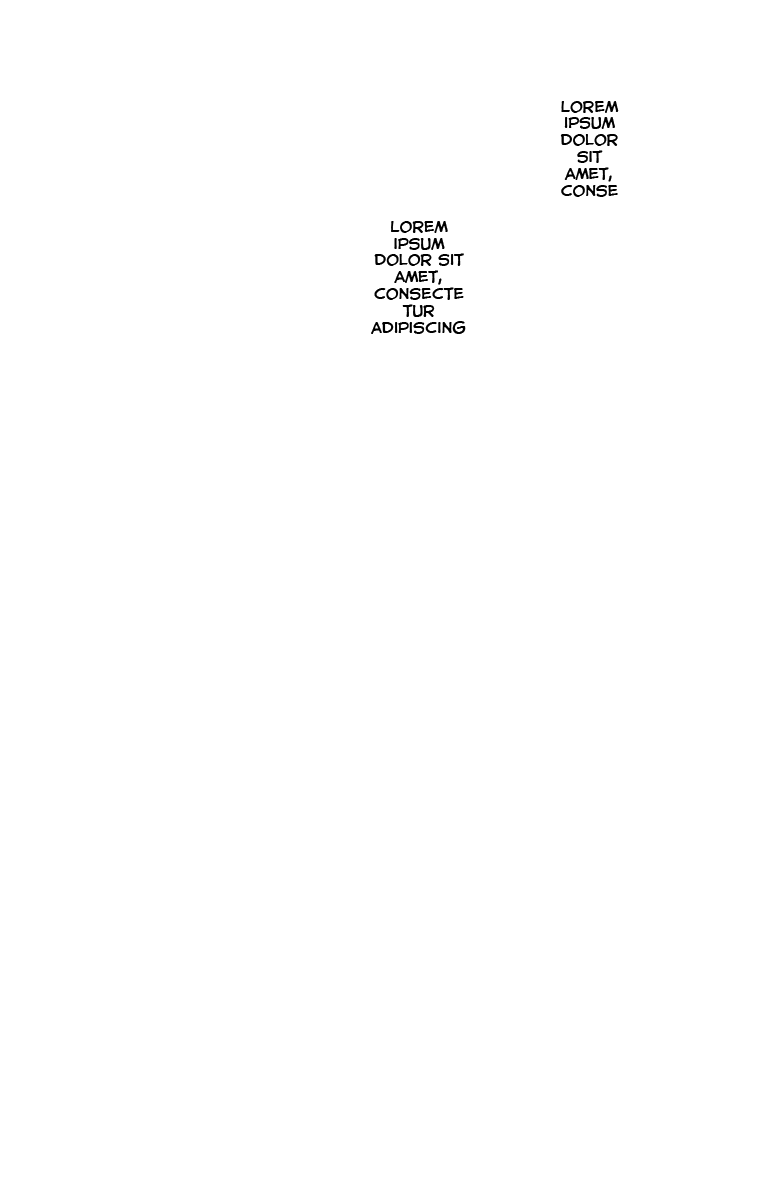 LOREM
IPSUM
DOLOR
SIT
AMET,
CONSE
LOREM
IPSUM
DOLOR SIT
AMET,
CONSECTE
TUR
ADIPISCING